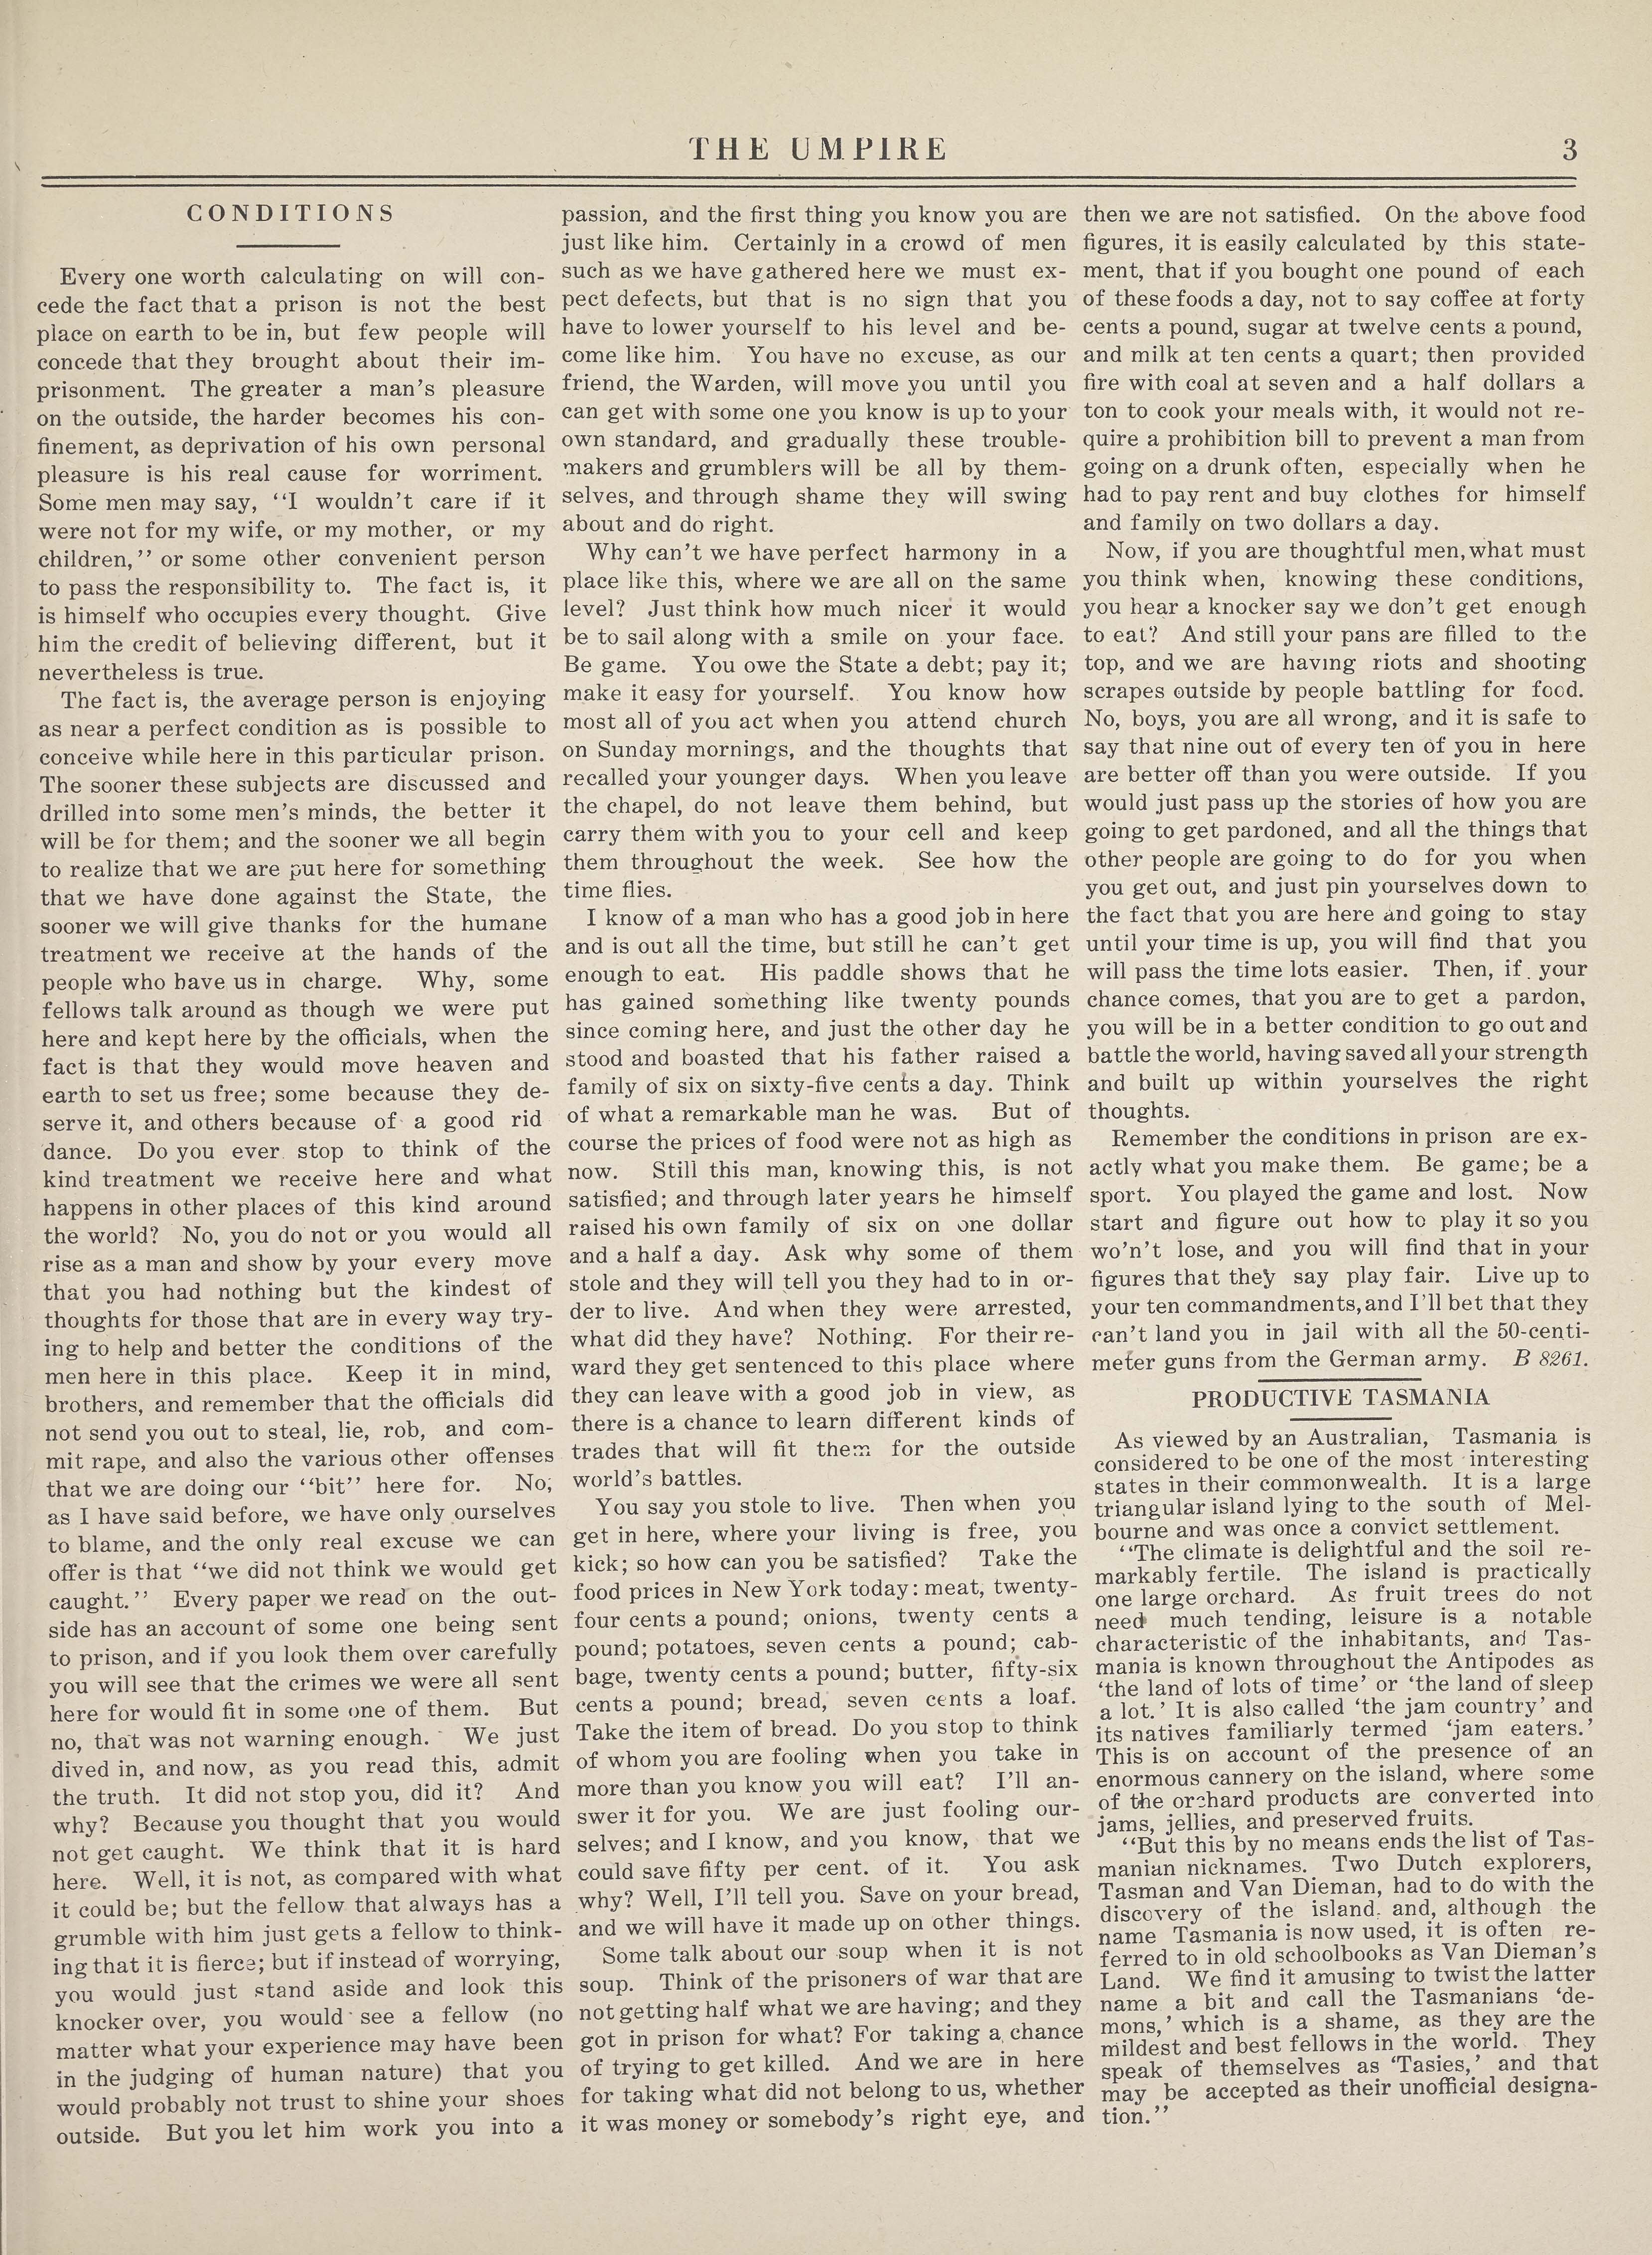 THE UMPIRE
3
CONDITIONS
Every one worth calculating on will con-
cede the fact that a prison is not the best
place on earth to be in, but few people will
concede that they brought about their im-
prisonment. The greater a man's pleasure
on the outside, the harder becomes his con-
finement, as deprivation of his own personal
pleasure is his real cause for worriment.
Some men may say, "I wouldn't care if it
were not for my wife, or my mother, or my
children," or some other convenient person
to pass the responsibility to. The fact is, it
is himself who occupies every thought. Give
him the credit of believing different, but it
nevertheless is true.
The fact is, the average person is enjoying
as near a perfect condition as is possible to
conceive while here in this particular prison.
The sooner these subjects are discussed and
drilled into some men's minds, the better it
will be for them; and the sooner we all begin
to realize that we are put here for something
that we have done against the State, the
sooner we will give thanks for the humane
treatment we receive at the hands of the
people who have us in charge. Why, some
fellows talk around as though we were put
here and kept here by the officials, when the
fact is that they would move heaven and
earth to set us free; some because they de-
serve it, and others because of a good rid
dance. Do you ever stop to think of the
kind treatment we receive here and what
happens in other places of this kind around
the world? No, you do not or you would all
rise as a man and show by your every move
that you had nothing but the kindest of
thoughts for those that are in every way try-
ing to help and better the conditions of the
men here in this place. Keep it in mind,
brothers, and remember that the officials did
not send you out to steal, lie, rob, and com-
mit rape, and also the various other offenses
that we are doing our "bit" here for. No;
as I have said before, we have only ourselves
to blame, and the only real excuse we can
offer is that "we did not think we would get
caught." Every paper we read on the out-
side has an account of some one being sent
to prison, and if you look them over carefully
you will see that the crimes we were all sent
here for would fit in some one of them. But
no, that was not warning enough. We just
dived in, and now, as you read this, admit
the truth. It did not stop you, did it? And
why? Because you thought that you would
not get caught. We think that it is hard
here. Well, it is not, as compared with what
it could be; but the fellow that always has a
grumble with him just gets a fellow to think-
ing that it is fierce; but if instead of worrying,
you would just stand aside and look this
knocker over, you would see a fellow (no
matter what your experience may have been
in the judging of human nature) that you
would probably not trust to shine your shoes
outside. But you let him work you into a
passion, and the first thing you know you are
just like him. Certainly in a crowd of men
such as we have gathered here we must ex-
pect defects, but that is no sign that you
have to lower yourself to his level and be-
come like him. You have no excuse, as our
friend, the Warden, will move you until you
can get with some one you know is up to your
own standard, and gradually these trouble-
makers and grumblers will be all by them-
selves, and through shame they will swing
about and do right.
Why can't we have perfect harmony in a
place like this, where we are all on the same
level? Just think how much nicer it would
be to sail along with a smile on your face.
Be game. You owe the State a debt; pay it;
make it easy for yourself. You know how
most all of you act when you attend church
on Sunday mornings, and the thoughts that
recalled your younger days. When you leave
the chapel, do not leave them behind, but
carry them with you to your cell and keep
them throughout the week. See how the
time flies.
I know of a man who has a good job in here
and is out all the time, but still he can't get
enough to eat. His paddle shows that he
has gained something like twenty pounds
since coming here, and just the other day he
stood and boasted that his father raised a
family of six on sixty-five cents a day. Think
of what a remarkable man he was. But of
course the prices of food were not as high as
now. Still this man, knowing this, is not
satisfied; and through later years he himself
raised his own family of six on one dollar
and a half a day. Ask why some of them
stole and they will tell you they had to in or-
der to live. And when they were arrested,
what did they have? Nothing. For their re-
ward they get sentenced to this place where
they can leave with a good job in view, as
there is a chance to learn different kinds of
trades that will fit them for the outside
world's battles.
You say you stole to live. Then when you
get in here, where your living is free, you
kick; so how can you be satisfied? Take the
food prices in New York today: meat, twenty-
four cents a pound; onions, twenty cents a
pound; potatoes, seven cents a pound; cab-
bage, twenty cents a pound; butter, fifty-six
cents a pound; bread, seven cents a loaf.
Take the item of bread. Do you stop to think
of whom you are fooling when you take in
more than you know you will eat? I'll an-
swer it for you. We are just fooling our-
selves; and I know, and you know, that we
could save fifty per cent. of it. You ask
why? Well, I'll tell you. Save on your bread,
and we will have it made up on other things.
Some talk about our soup when it is not
soup. Think of the prisoners of war that are
not getting half what we are having; and they
got in prison for what? For taking a chance
of trying to get killed. And we are in here
for taking what did not belong to us, whether
it was money or somebody's right eye, and
then we are not satisfied. On the above food
figures, it is easily calculated by this state-
ment, that if you bought one pound of each
of these foods a day, not to say coffee at forty
cents a pound, sugar at twelve cents a pound,
and milk at ten cents a quart; then provided
fire with coal at seven and a half dollars a
ton to cook your meals with, it would not re-
quire a prohibition bill to prevent a man from
going on a drunk often, especially when he
had to pay rent and buy clothes for himself
and family on two dollars a day.
Now, if you are thoughtful men, what must
you think when, knowing these conditions,
you hear a knocker say we don't get enough
to eat? And still your pans are filled to the
top, and we are having riots and shooting
scrapes outside by people battling for food.
No, boys, you are all wrong, and it is safe to
say that nine out of every ten of you in here
are better off than you were outside. If you
would just pass up the stories of how you are
going to get pardoned, and all the things that
other people are going to do for you when
you get out, and just pin yourselves down to
the fact that you are here and going to stay
until your time is up, you will find that you
will pass the time lots easier. Then, if your
chance comes, that you are to get a pardon,
you will be in a better condition to go out and
battle the world, having saved all your strength
and built up within yourselves the right
thoughts.
Remember the conditions in prison are ex-
actly what you make them. Be game; be a
sport. You played the game and lost. Now
start and figure out how to play it so you
wo'n't lose, and you will find that in your
figures that they say play fair. Live up to
your ten commandments, and I'll bet that they
can't land you in jail with all the 50-centi-
meter guns from the German army. B 8261.
PRODUCTIVE TASMANIA
As viewed by an Australian, Tasmania is
considered to be one of the most interesting
states in their commonwealth. It is a large
triangular island lying to the south of Mel-
bourne and was once a convict settlement.
"The climate is delightful and the soil re-
markably fertile. The island is practically
one large orchard. As fruit trees do not
need much tending, leisure is a notable
characteristic of the inhabitants, and Tas-
mania is known throughout the Antipodes as
'the land of lots of time' or 'the land of sleep
a lot.' It is also called 'the jam country' and
its natives familiarly termed 'jam eaters.'
This is on account of the presence of an
enormous cannery on the island, where some
of the orchard products are converted into
jams, jellies, and preserved fruits.
"But this by no means ends the list of Tas-
manian nicknames. Two Dutch explorers,
Tasman and Van Dieman, had to do with the
discovery of the island, and, although the
name Tasmania is now used, it is often re-
ferred to in old schoolbooks as Van Dieman's
Land. We find it amusing to twist the latter
name a bit and call the Tasmanians 'de-
mons,' which is a shame, as they are the
mildest and best fellows in the world. They
speak of themselves as 'Tasies,' and that
may be accepted as their unofficial designa-
tion."